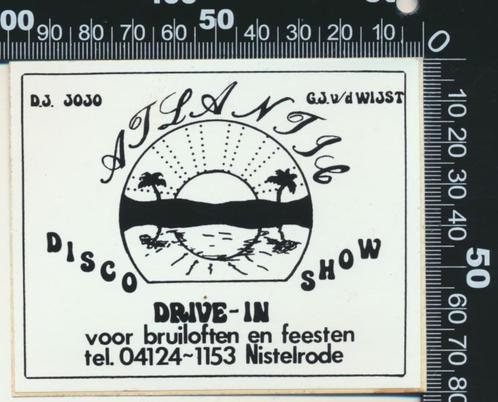 100 90 80 70 60 50 40 30 20 10 0
D.J. JOJO G.J. v/d WIJST
ATLANTIC
DISCO SHOW
DRIVE-IN
voor bruiloften en feesten
tel. 04124~1153 Nistelrode
10 20 30 40 50 60 70 80